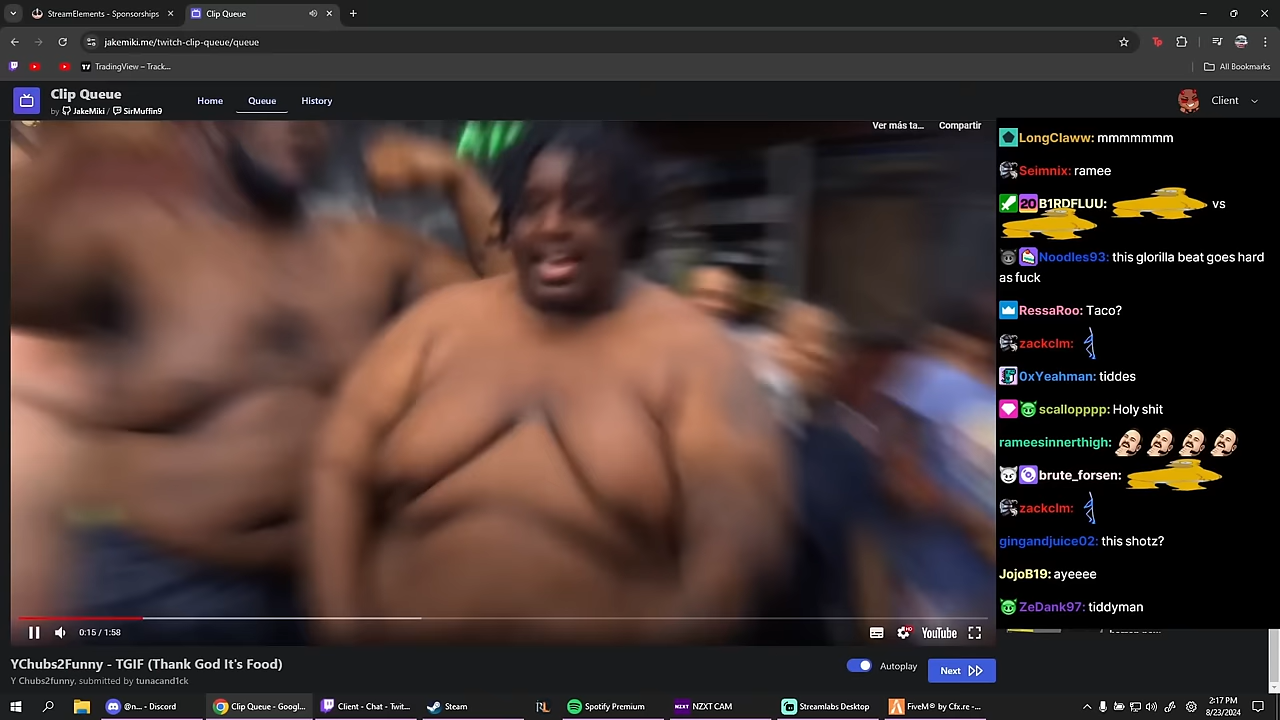 StreamElements - Sponsorships
Clip Queue
jakemiki.me/twitch-clip-queue/queue
TradingView – Track...
All Bookmarks
Clip Queue
by JakeMiki / SirMuffin9
Home
Queue
History
Client
Ver más ta...
Compartir
LongClaww: mmmmmmm
Seimnix: ramee
20 B1RDFLUU: vs
Noodles93: this glorilla beat goes hard
as fuck
RessaRoo: Taco?
zackclm:
0xYeahman: tiddes
scallopppp: Holy shit
rameesinnerthigh:
brute_forsen:
zackclm:
gingandjuice02: this shotz?
JojoB19: ayeeee
ZeDank97: tiddyman
0:15 / 1:58
HD
YouTube
YChubs2Funny - TGIF (Thank God It's Food)
Y Chubs2funny, submitted by tunacand1ck
Autoplay
Next
@n... - Discord
Clip Queue - Googl...
Client - Chat - Twit...
Steam
Spotify Premium
NZXT
NZXT CAM
Streamlabs Desktop
FiveM® by Cfx.re - ...
2:17 PM
8/23/2024